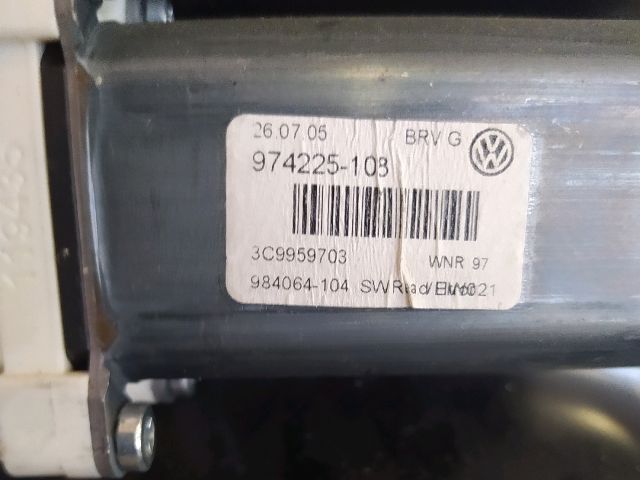 26.07.05 BRV G
974225-103
3C9959703 WNR 97
984064-104